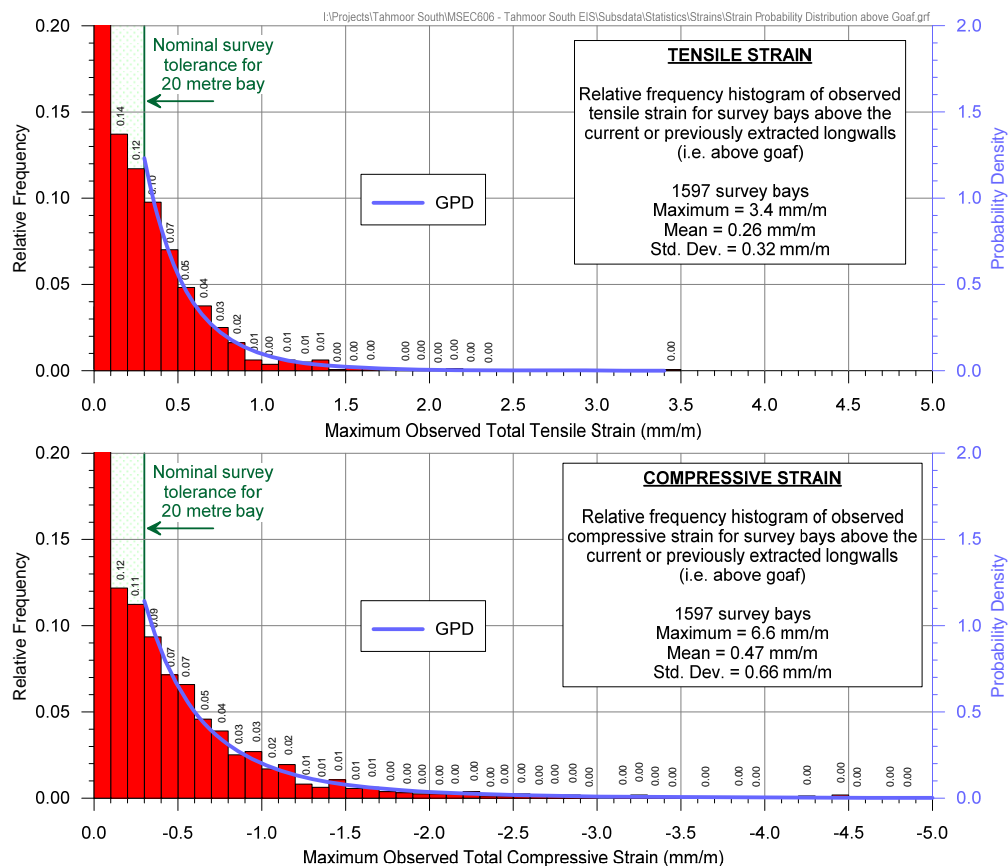 I:\Projects\Tahmoor South\MSEC606 - Tahmoor South EIS\Subsdata\Statistics\Strains\Strain Probability Distribution above Goaf.grf
Nominal survey
tolerance for
20 metre bay
TENSILE STRAIN
Relative frequency histogram of observed
tensile strain for survey bays above the
current or previously extracted longwalls
(i.e. above goaf)
1597 survey bays
Maximum = 3.4 mm/m
Mean = 0.26 mm/m
Std. Dev. = 0.32 mm/m
GPD
Relative Frequency
0.20
0.15
0.10
0.05
0.00
Probability Density
2.0
1.5
1.0
0.5
0.0
0.14 0.12 0.10 0.07 0.05 0.04 0.03 0.02 0.01 0.00 0.01 0.01 0.01 0.00 0.00 0.00 0.00 0.00 0.00 0.00 0.00 0.00 0.00
0.0 0.5 1.0 1.5 2.0 2.5 3.0 3.5 4.0 4.5 5.0
Maximum Observed Total Tensile Strain (mm/m)
Nominal survey
tolerance for
20 metre bay
COMPRESSIVE STRAIN
Relative frequency histogram of observed
compressive strain for survey bays above the
current or previously extracted longwalls
(i.e. above goaf)
1597 survey bays
Maximum = 6.6 mm/m
Mean = 0.47 mm/m
Std. Dev. = 0.66 mm/m
GPD
Relative Frequency
0.20
0.15
0.10
0.05
0.00
Probability Density
2.0
1.5
1.0
0.5
0.0
0.12 0.11 0.09 0.07 0.07 0.05 0.04 0.03 0.03 0.02 0.02 0.01 0.01 0.01 0.01 0.01 0.00 0.00 0.00 0.00 0.00 0.00 0.00 0.00 0.00 0.00 0.00 0.00 0.00 0.00 0.00 0.00 0.00 0.00 0.00 0.00 0.00 0.00 0.00 0.00
0.0 -0.5 -1.0 -1.5 -2.0 -2.5 -3.0 -3.5 -4.0 -4.5 -5.0
Maximum Observed Total Compressive Strain (mm/m)